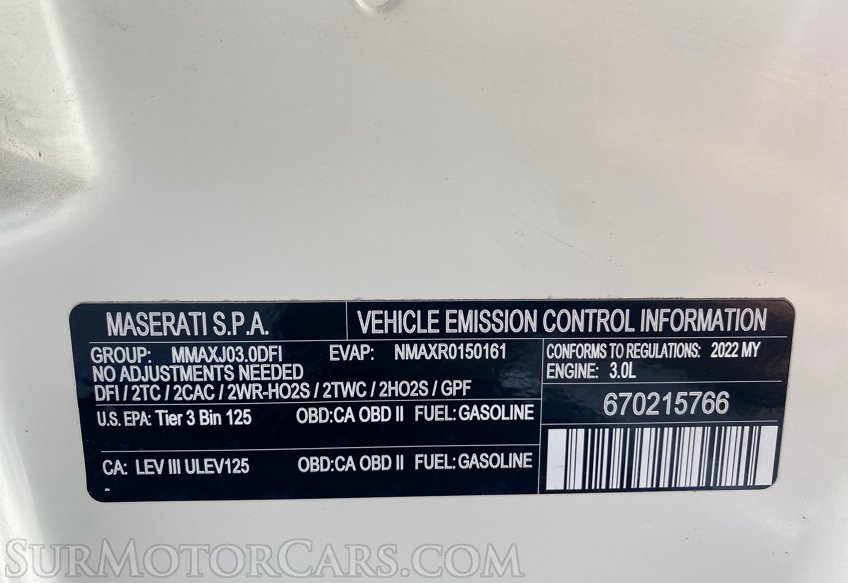 MASERATI S.P.A.
VEHICLE EMISSION CONTROL INFORMATION
GROUP: MMAXJ03.0DFI EVAP: NMAXR0150161
NO ADJUSTMENTS NEEDED
DFI / 2TC / 2CAC / 2WR-HO2S / 2TWC / 2HO2S / GPF
U.S. EPA: Tier 3 Bin 125 OBD:CA OBD II FUEL: GASOLINE
CA: LEV III ULEV125 OBD:CA OBD II FUEL: GASOLINE
CONFORMS TO REGULATIONS: 2022 MY
ENGINE: 3.0L
670215766
SURMOTORCARS.COM